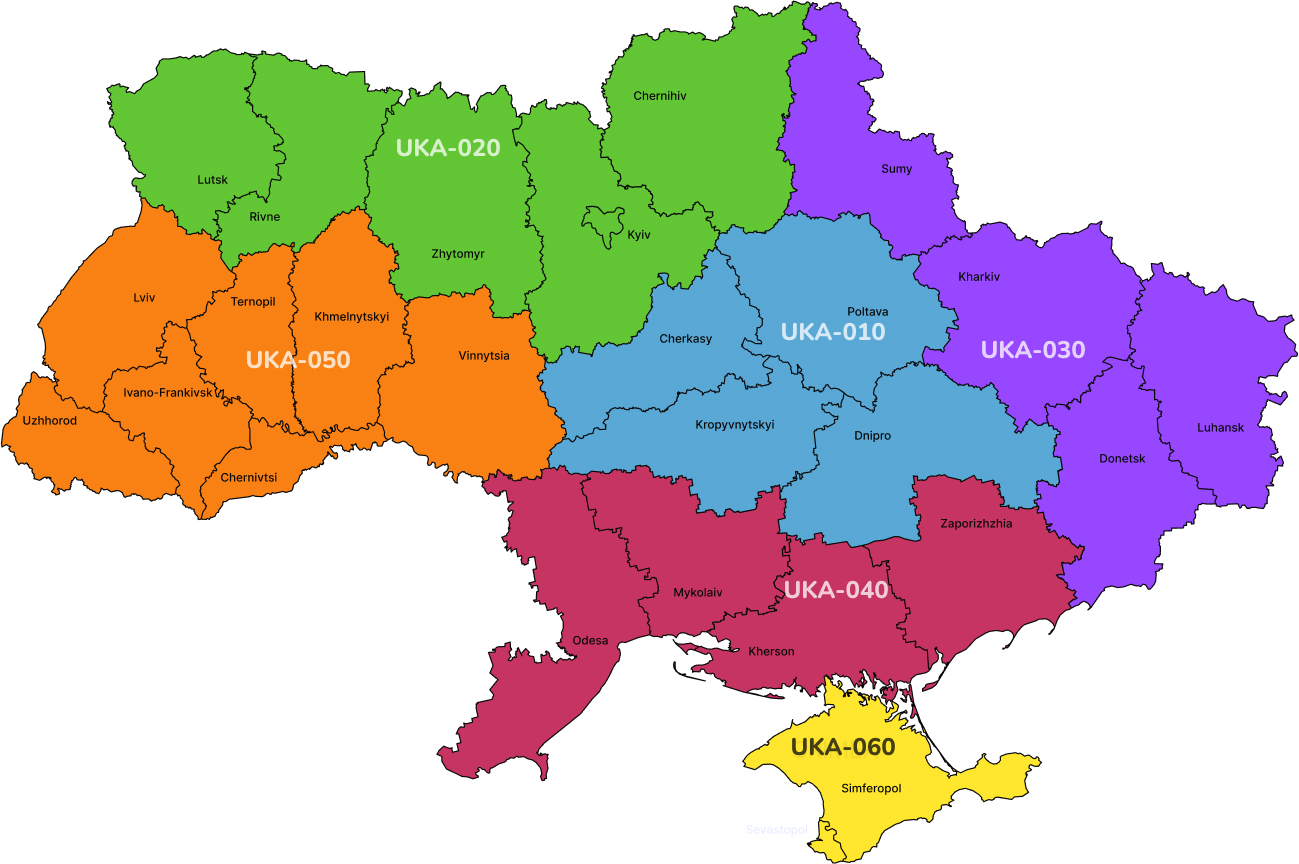 Chernihiv
UKA-020
Sumy
Lutsk
Rivne
Kyiv
Zhytomyr
Kharkiv
Lviv
Ternopil
Khmelnytskyi
Poltava
UKA-010
Cherkasy
UKA-030
Vinnytsia
UKA-050
Ivano-Frankivsk
Uzhhorod
Kropyvnytskyi
Luhansk
Dnipro
Donetsk
Chernivtsi
Zaporizhzhia
UKA-040
Mykolaiv
Odesa
Kherson
UKA-060
Simferopol
Sevastopol